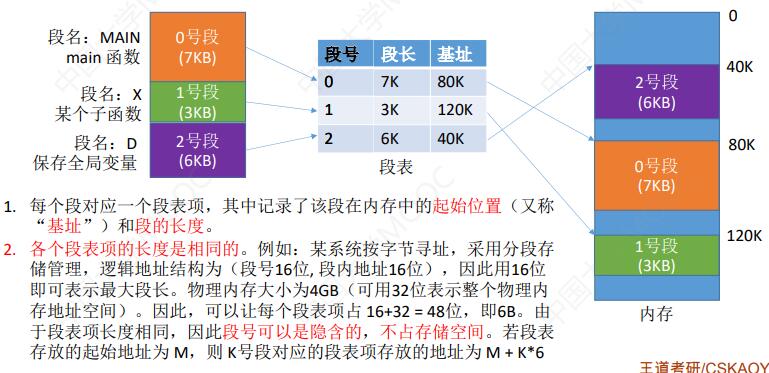 段名：MAIN
main 函数
0号段
(7KB)
段名：X
某个子函数
1号段
(3KB)
段名：D
保存全局变量
2号段
(6KB)
段号 段长 基址
0 7K 80K
1 3K 120K
2 6K 40K
段表
0
40K
2号段
(6KB)
80K
0号段
(7KB)
120K
1号段
(3KB)
内存
1. 每个段对应一个段表项，其中记录了该段在内存中的起始位置（又称
“基址”）和段的长度。
2. 各个段表项的长度是相同的。例如：某系统按字节寻址，采用分段存
储管理，逻辑地址结构为（段号16位, 段内地址16位），因此用16位
即可表示最大段长。物理内存大小为4GB（可用32位表示整个物理内
存地址空间）。因此，可以让每个段表项占 16+32 = 48位，即6B。由
于段表项长度相同，因此段号可以是隐含的，不占存储空间。若段表
存放的起始地址为 M，则 K号段对应的段表项存放的地址为 M + K*6
王道考研/CSKAOY